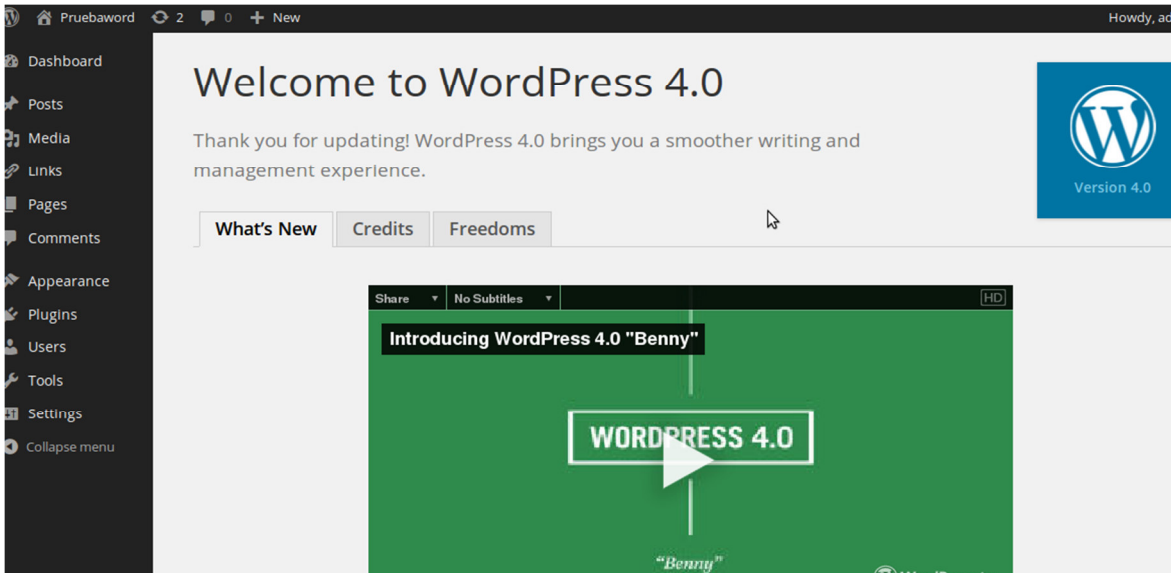 Pruebaword 2 0 New Howdy, ad
Dashboard
Posts
Media
Links
Pages
Comments
Appearance
Plugins
Users
Tools
Settings
Collapse menu
Welcome to WordPress 4.0
Thank you for updating! WordPress 4.0 brings you a smoother writing and
management experience.
Version 4.0
What's New Credits Freedoms
Share No Subtitles HD
Introducing WordPress 4.0 "Benny"
WORDPRESS 4.0
"Benny"